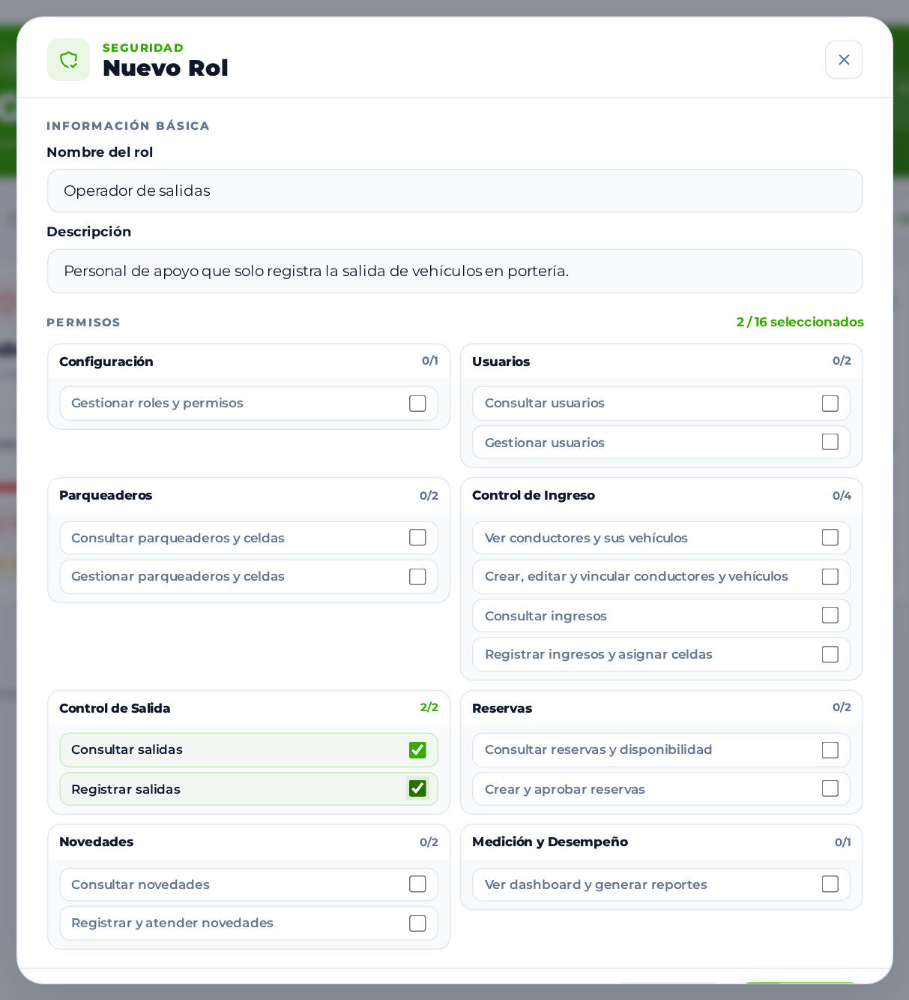 SEGURIDAD
Nuevo Rol
INFORMACIÓN BÁSICA
Nombre del rol
Operador de salidas
Descripción
Personal de apoyo que solo registra la salida de vehículos en portería.
PERMISOS
2 / 16 seleccionados
Configuración
0/1
Gestionar roles y permisos
Usuarios
0/2
Consultar usuarios
Gestionar usuarios
Parqueaderos
0/2
Consultar parqueaderos y celdas
Gestionar parqueaderos y celdas
Control de Ingreso
0/4
Ver conductores y sus vehículos
Crear, editar y vincular conductores y vehículos
Consultar ingresos
Registrar ingresos y asignar celdas
Control de Salida
2/2
Consultar salidas
Registrar salidas
Reservas
0/2
Consultar reservas y disponibilidad
Crear y aprobar reservas
Novedades
0/2
Consultar novedades
Registrar y atender novedades
Medición y Desempeño
0/1
Ver dashboard y generar reportes